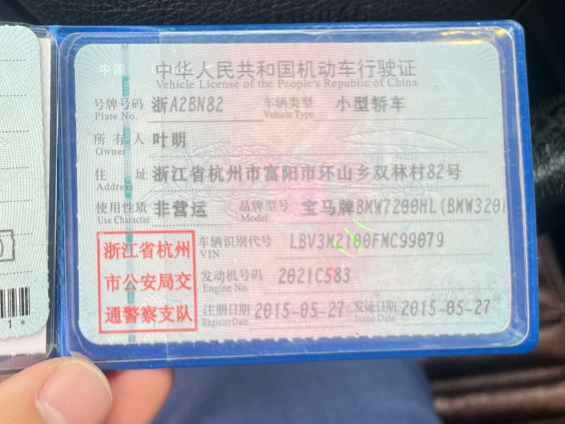 中华人民共和国机动车行驶证
Vehicle License of the People's Republic of China
号牌号码 浙A2BN82 车辆类型 小型轿车
Plate No. Vehicle Type
所有人 叶明
Owner
住址 浙江省杭州市富阳市环山乡双林村82号
Address
使用性质 非营运 品牌型号 宝马牌BMW7200HL(BMW320i
Use Character Model
浙江省杭州
市公安局交
通警察支队
车辆识别代号 LBV3M2100FMC99079
VIN
发动机号码 2021C583
Engine No.
注册日期 2015-05-27 发证日期 2015-05-27
Register Date Issue Date